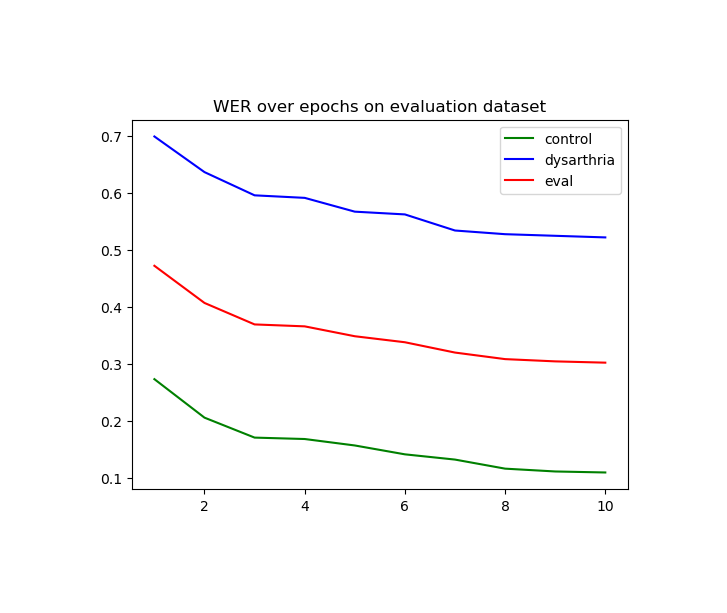 WER over epochs on evaluation dataset
control
dysarthria
eval
0.7
0.6
0.5
0.4
0.3
0.2
0.1
2 4 6 8 10